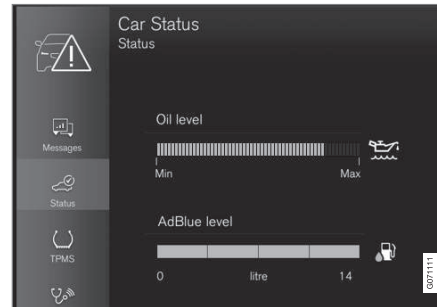 Car Status
Status
Messages
Status
TPMS
Oil level
Min Max
AdBlue level
0 litre 14
G071111